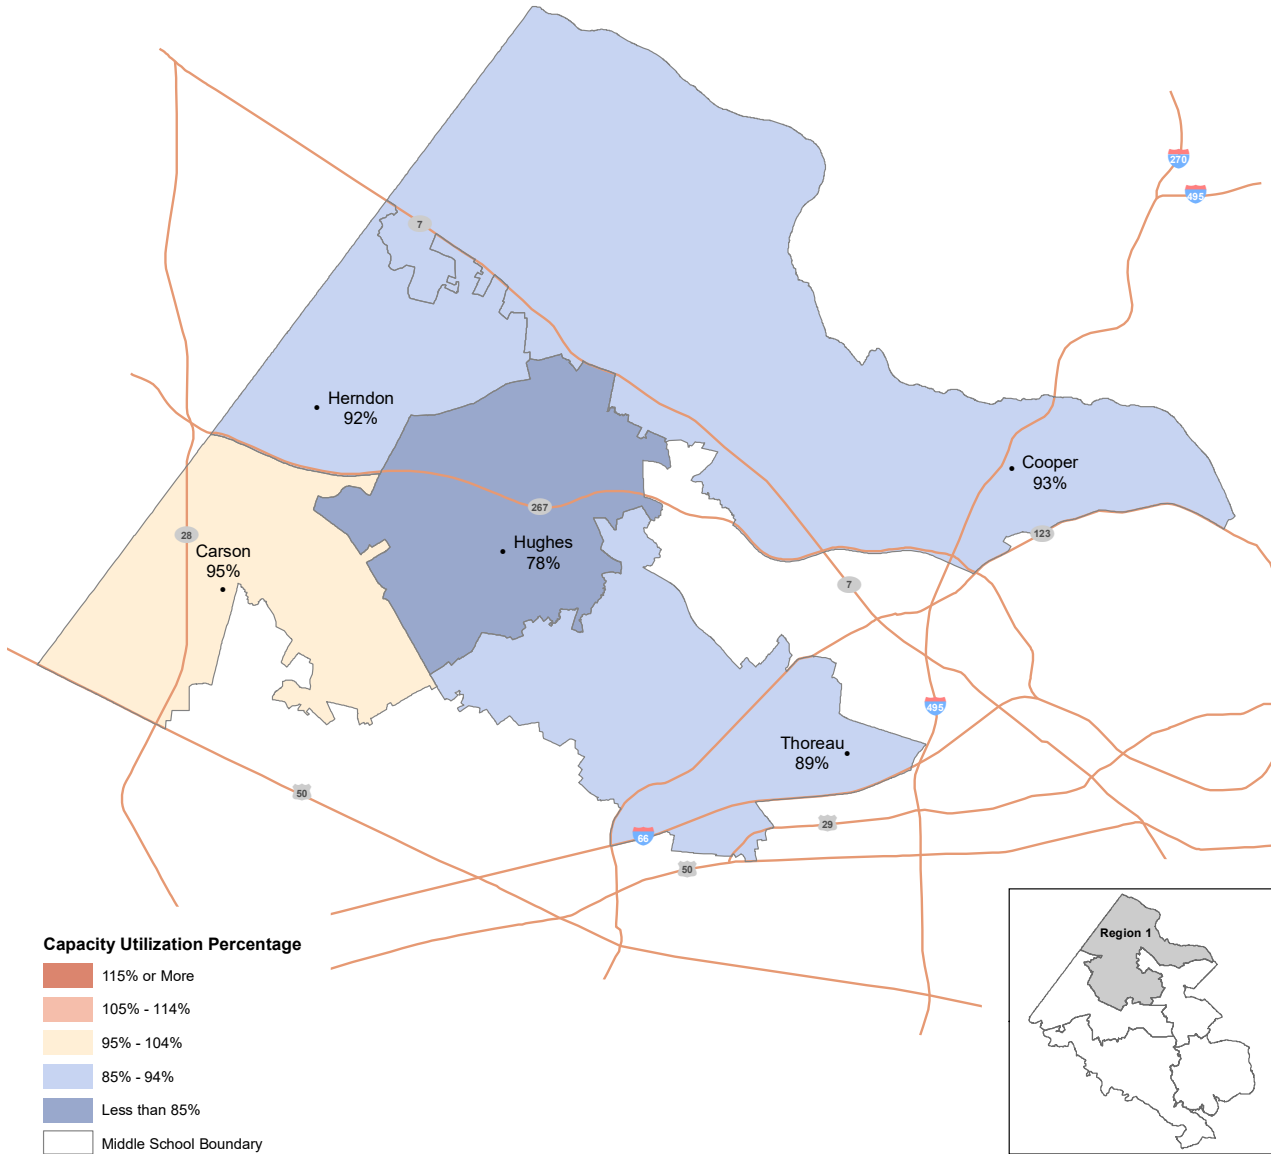 270
495
7
Herndon
92%
Cooper
93%
267
28
123
Hughes
78%
Carson
95%
7
495
Thoreau
89%
50
29
66
50
Region 1
Capacity Utilization Percentage
115% or More
105% - 114%
95% - 104%
85% - 94%
Less than 85%
Middle School Boundary